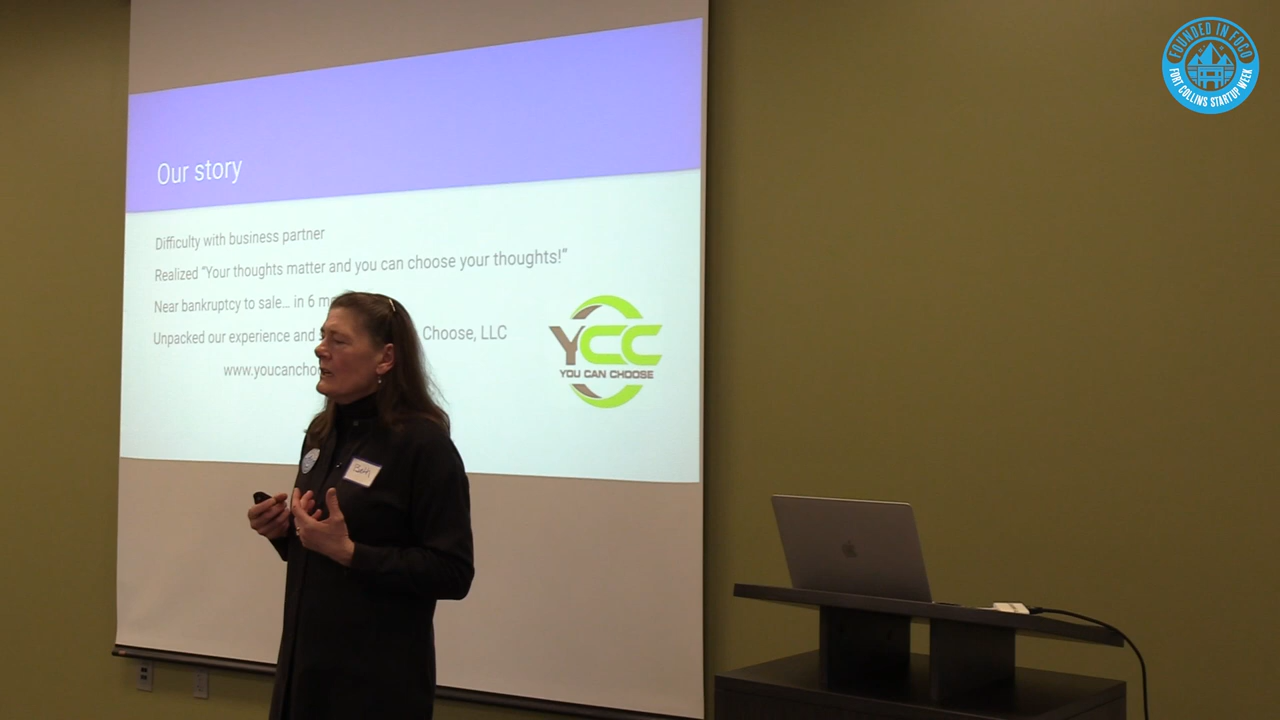 FOUNDED IN FOCO
FORT COLLINS STARTUP WEEK
Our story
Difficulty with business partner
Realized “Your thoughts matter and you can choose your thoughts!”
Near bankruptcy to sale... in 6
Unpacked our experience and
Choose, LLC
YCC
YOU CAN CHOOSE
Beth